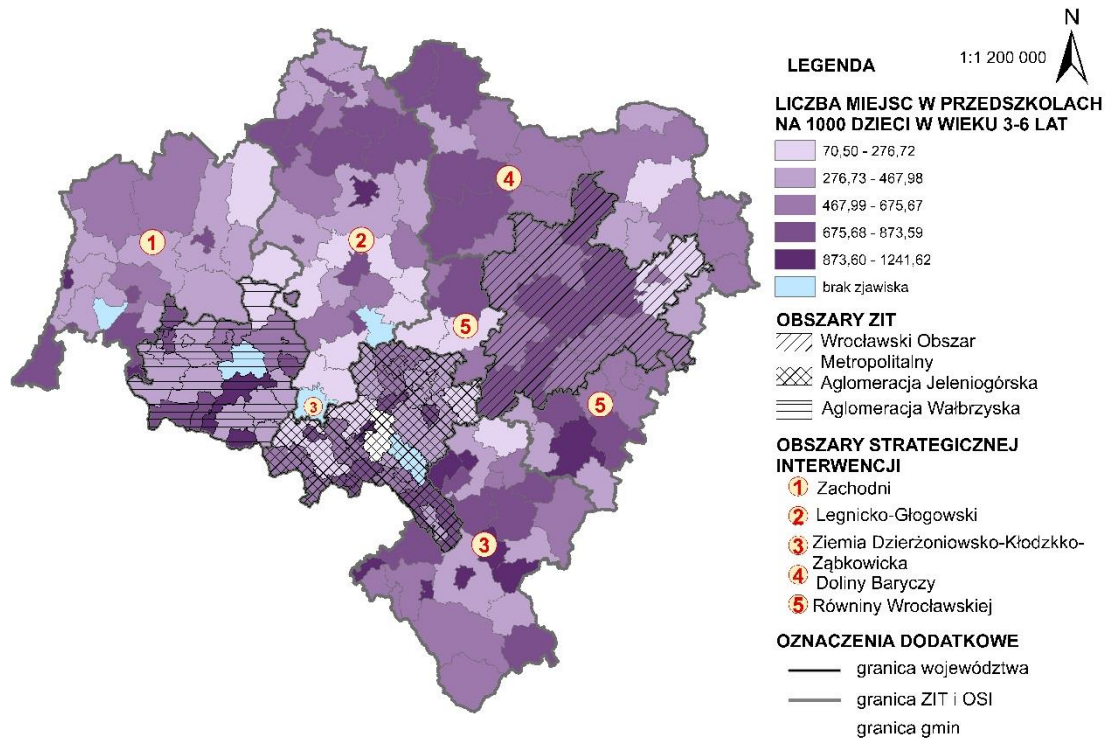 N
1:1 200 000
LEGENDA
LICZBA MIEJSC W PRZEDSZKOLACH
NA 1000 DZIECI W WIEKU 3-6 LAT
70,50 - 276,72
276,73 - 467,98
467,99 - 675,67
675,68 - 873,59
873,60 - 1241,62
brak zjawiska
OBSZARY ZIT
Wrocławski Obszar
Metropolitalny
Aglomeracja Jeleniogórska
Aglomeracja Wałbrzyska
OBSZARY STRATEGICZNEJ
INTERWENCJI
1 Zachodni
2 Legnicko-Głogowski
3 Ziemia Dzierżoniowsko-Kłodzkko-
Ząbkowicka
4 Doliny Baryczy
5 Równiny Wrocławskiej
OZNACZENIA DODATKOWE
granica województwa
granica ZIT i OSI
granica gmin
4
1
2
5
3
5
3